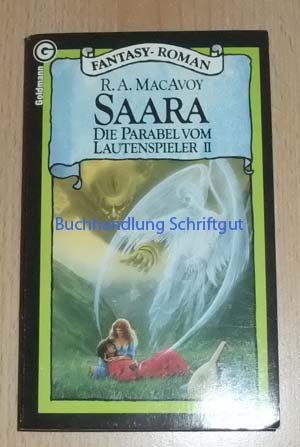 Goldmann
FANTASY-ROMAN
R. A. MACAVOY
SAARA
DIE PARABEL VOM
LAUTENSPIELER II
Buchhandlung Schriftgut